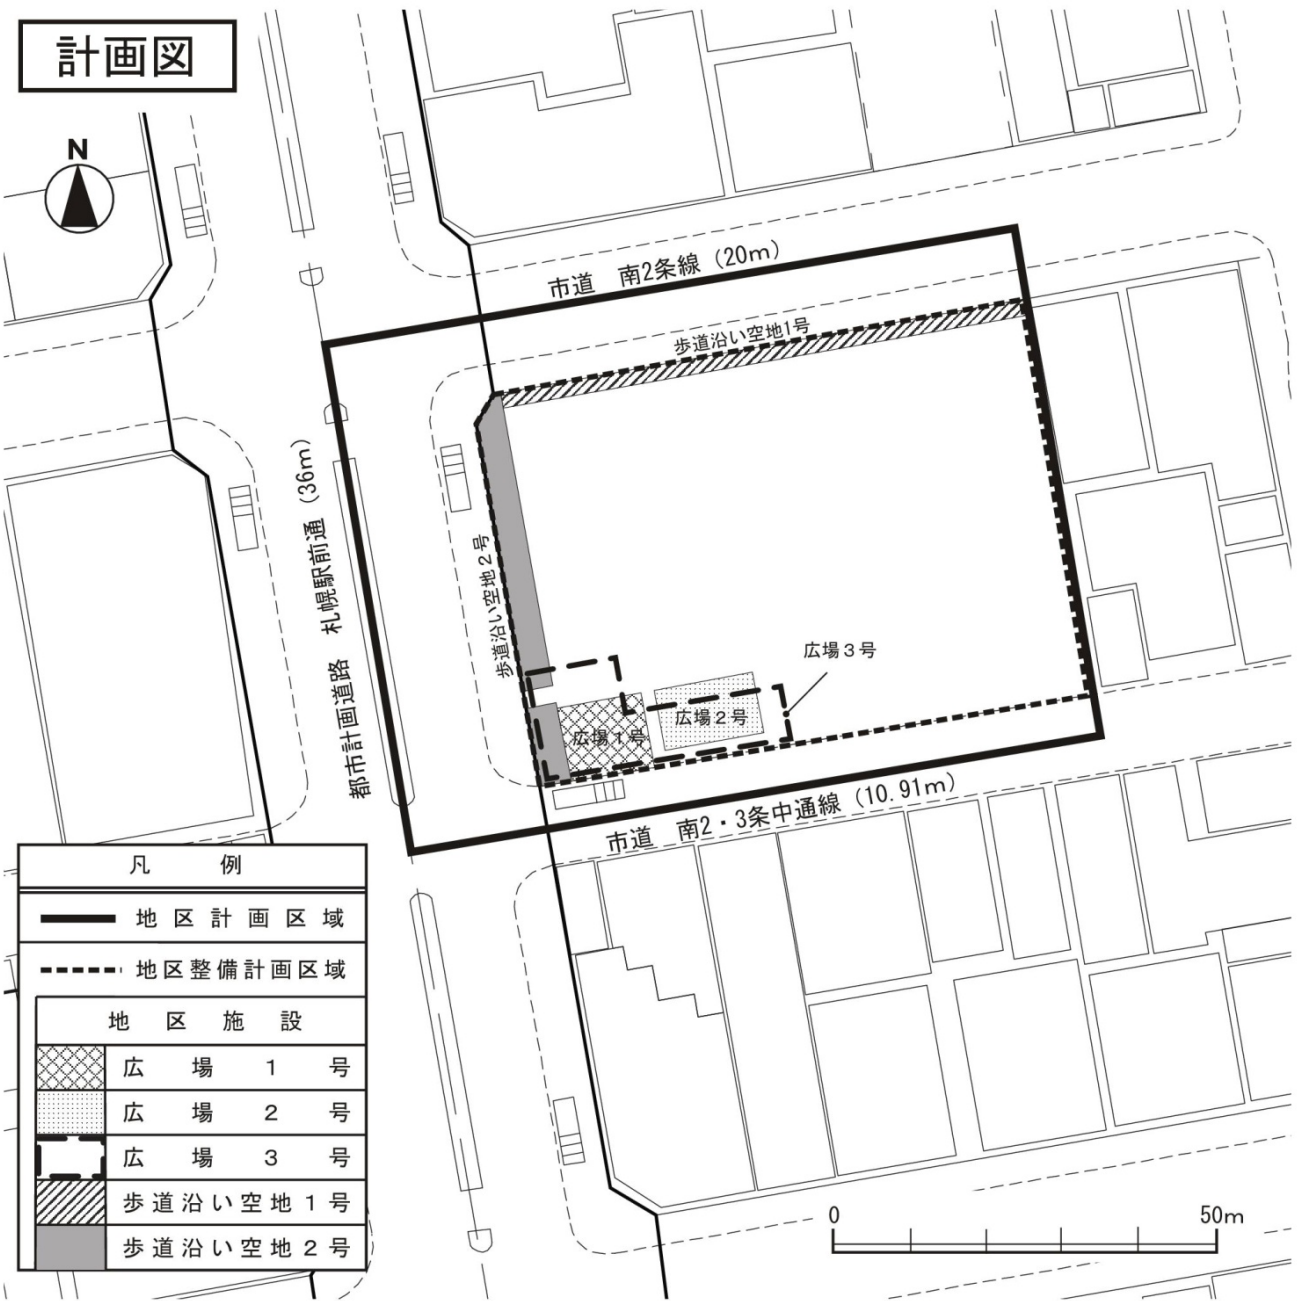 計画図
N
市道 南2条線（20m）
歩道沿い空地1号
都市計画道路 札幌駅前通（36m）
歩道沿い空地２号
広場３号
広場２号
広場１号
市道 南2・3条中通線（10.91m）
凡 例
地区計画区域
地区整備計画区域
地区施設
広場１号
広場２号
広場３号
歩道沿い空地１号
歩道沿い空地２号
0 50m